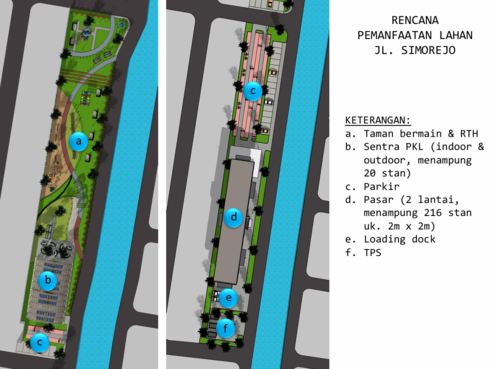 RENCANA
PEMANFAATAN LAHAN
JL. SIMOREJO
KETERANGAN:
a. Taman bermain & RTH
b. Sentra PKL (indoor &
outdoor, menampung
20 stan)
c. Parkir
d. Pasar (2 lantai,
menampung 216 stan
uk. 2m x 2m)
e. Loading dock
f. TPS
a
b
c
c
d
e
f